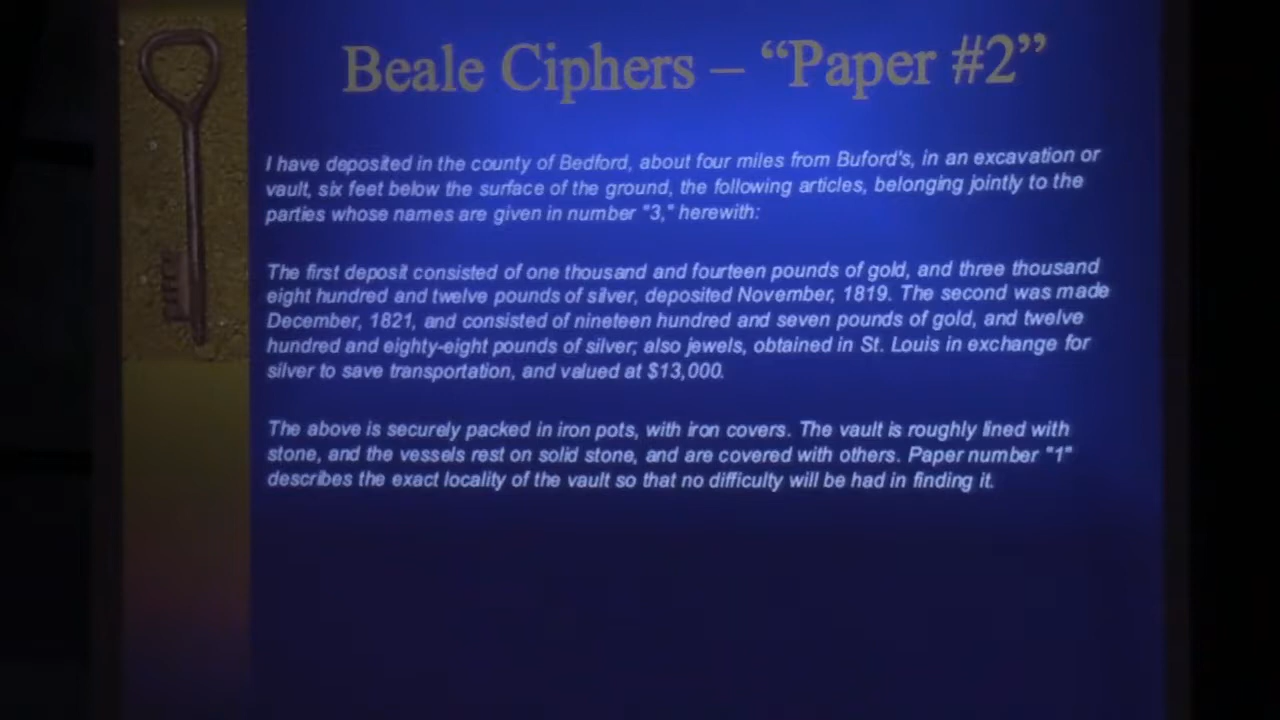 Beale Ciphers – “Paper #2”
I have deposited in the county of Bedford, about four miles from Buford's, in an excavation or
vault, six feet below the surface of the ground, the following articles, belonging jointly to the
parties whose names are given in number "3," herewith:
The first deposit consisted of one thousand and fourteen pounds of gold, and three thousand
eight hundred and twelve pounds of silver, deposited November, 1819. The second was made
December, 1821, and consisted of nineteen hundred and seven pounds of gold, and twelve
hundred and eighty-eight pounds of silver; also jewels, obtained in St. Louis in exchange for
silver to save transportation, and valued at $13,000.
The above is securely packed in iron pots, with iron covers. The vault is roughly lined with
stone, and the vessels rest on solid stone, and are covered with others. Paper number "1"
describes the exact locality of the vault so that no difficulty will be had in finding it.